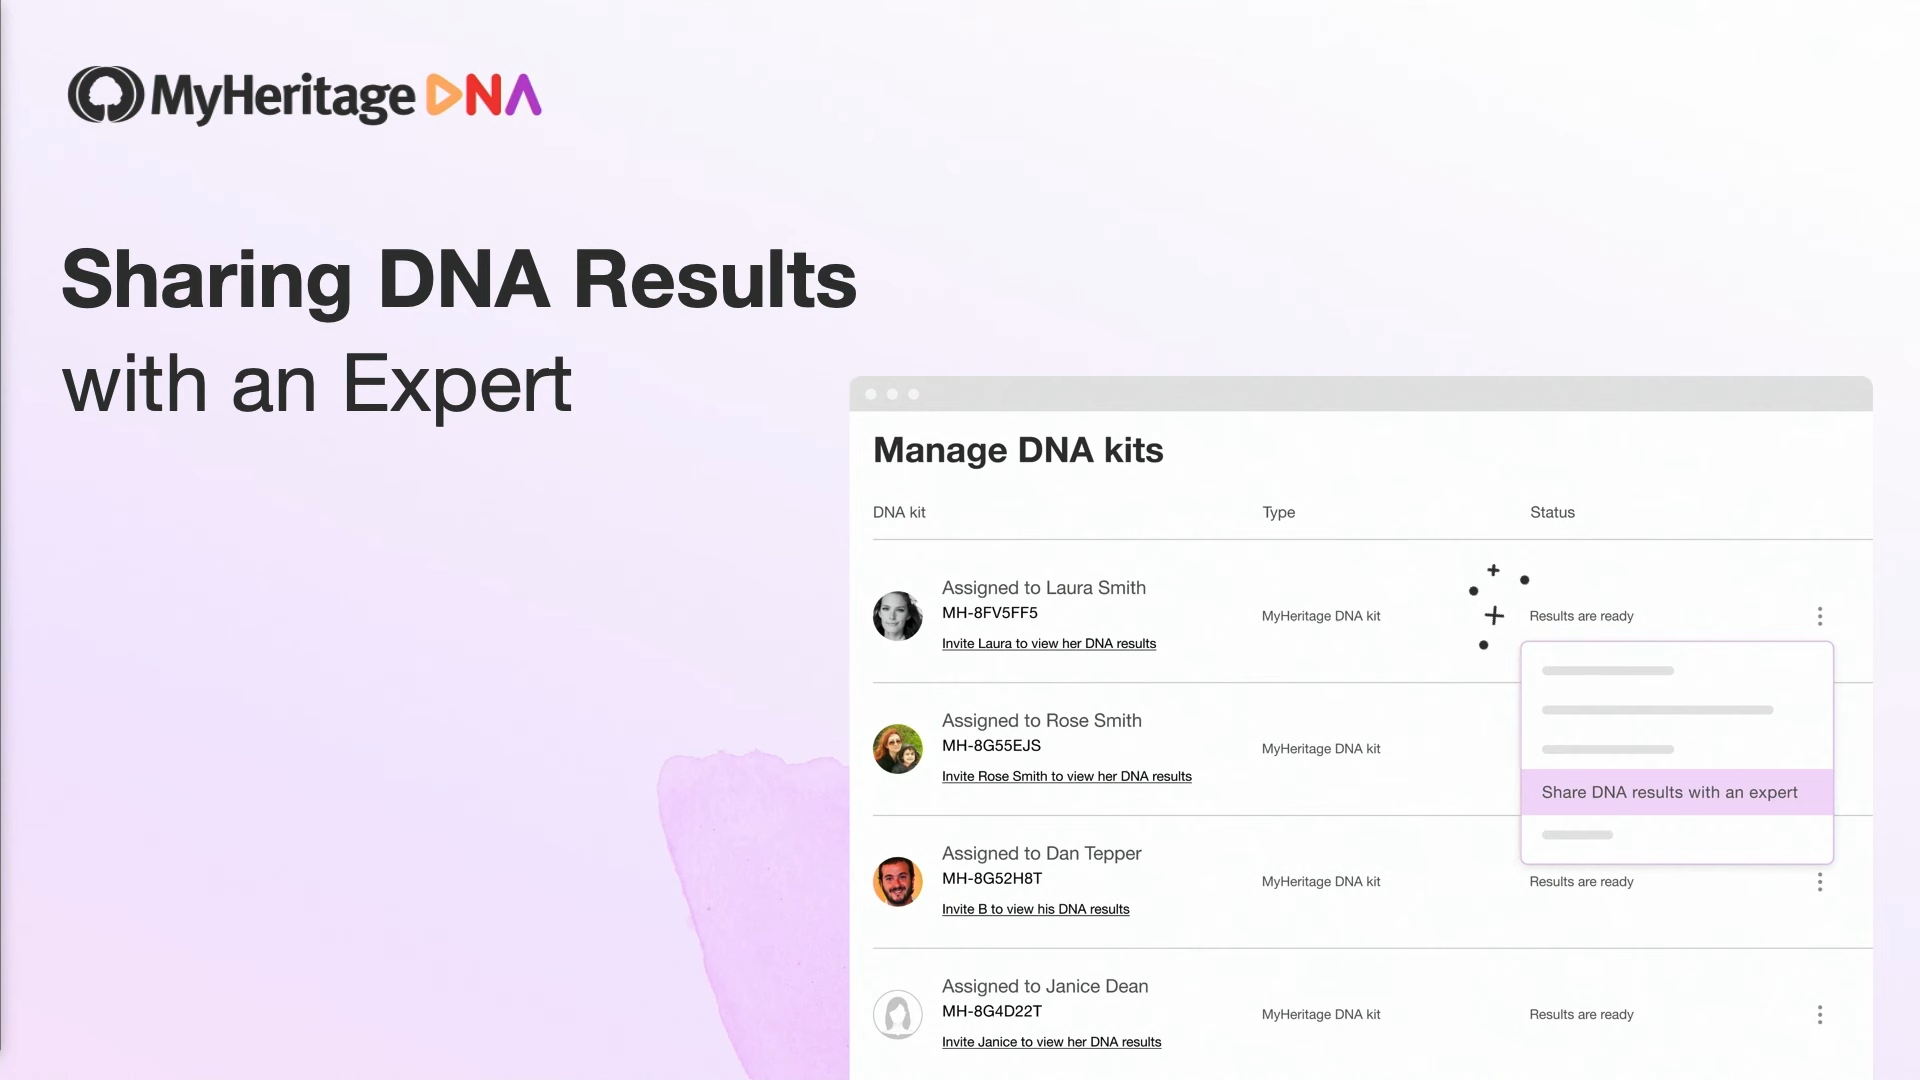 MyHeritage DNA
Sharing DNA Results
with an Expert
Manage DNA kits
DNA kit Type Status
Assigned to Laura Smith
MH-8FV5FF5
MyHeritage DNA kit Results are ready
Invite Laura to view her DNA results
Assigned to Rose Smith
MH-8G55EJS
MyHeritage DNA kit
Invite Rose Smith to view her DNA results
Share DNA results with an expert
Assigned to Dan Tepper
MH-8G52H8T
MyHeritage DNA kit Results are ready
Invite B to view his DNA results
Assigned to Janice Dean
MH-8G4D22T
MyHeritage DNA kit Results are ready
Invite Janice to view her DNA results